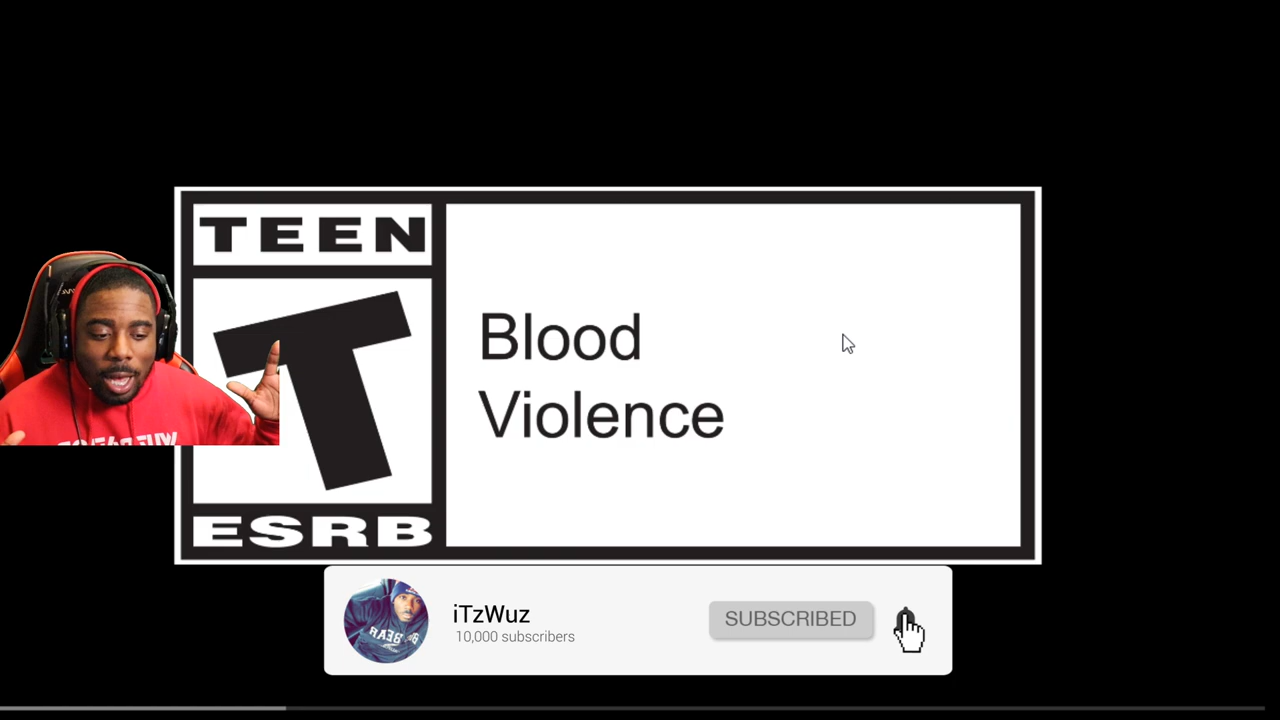 TEEN
T
ESRB
Blood
Violence
iTzWuz
10,000 subscribers
SUBSCRIBED